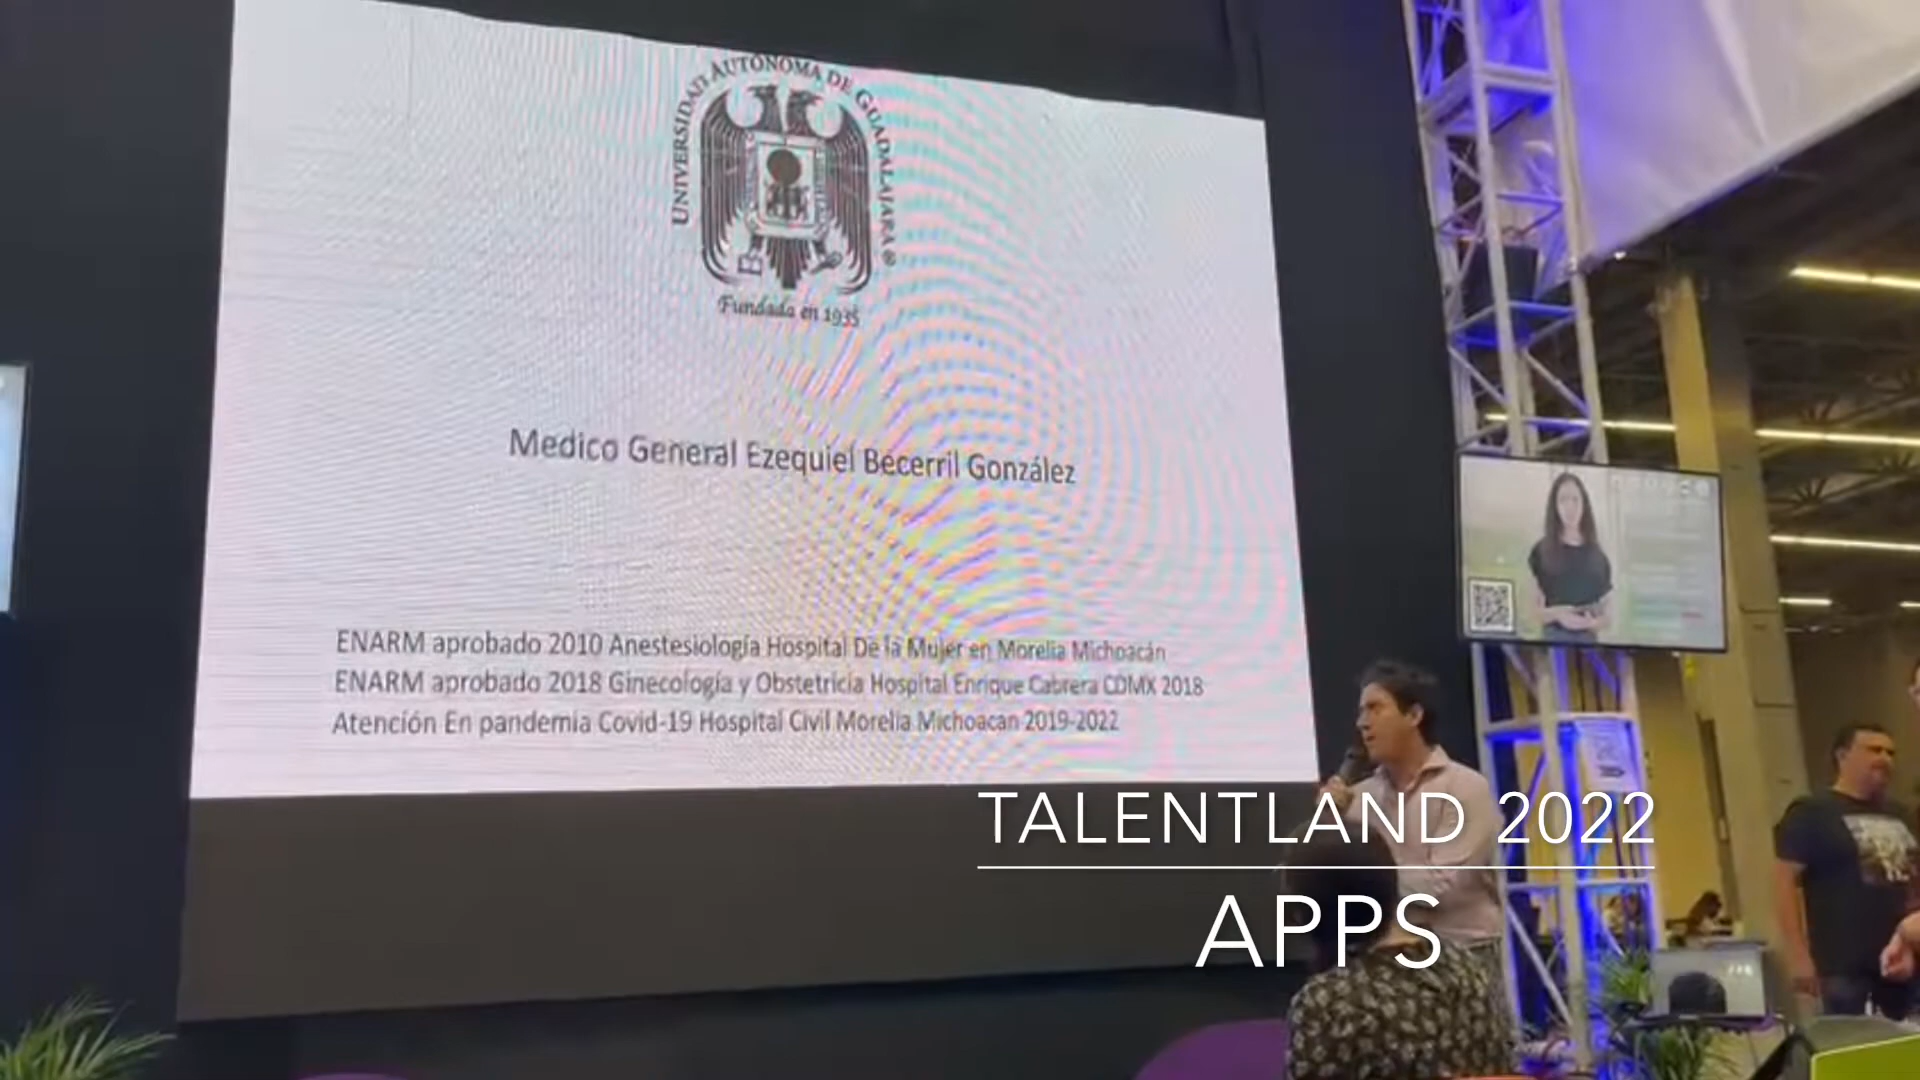 UNIVERSIDAD AUTÓNOMA DE GUADALAJARA ®
Fundada en 1935
Medico General Ezequiel Becerril González
ENARM aprobado 2010 Anestesiología Hospital De la Mujer en Morelia Michoacán
ENARM aprobado 2018 Ginecología y Obstetricia Hospital Enrique Cabrera CDMX 2018
Atención En pandemia Covid-19 Hospital Civil Morelia Michoacan 2019-2022
TALENTLAND 2022
APPS